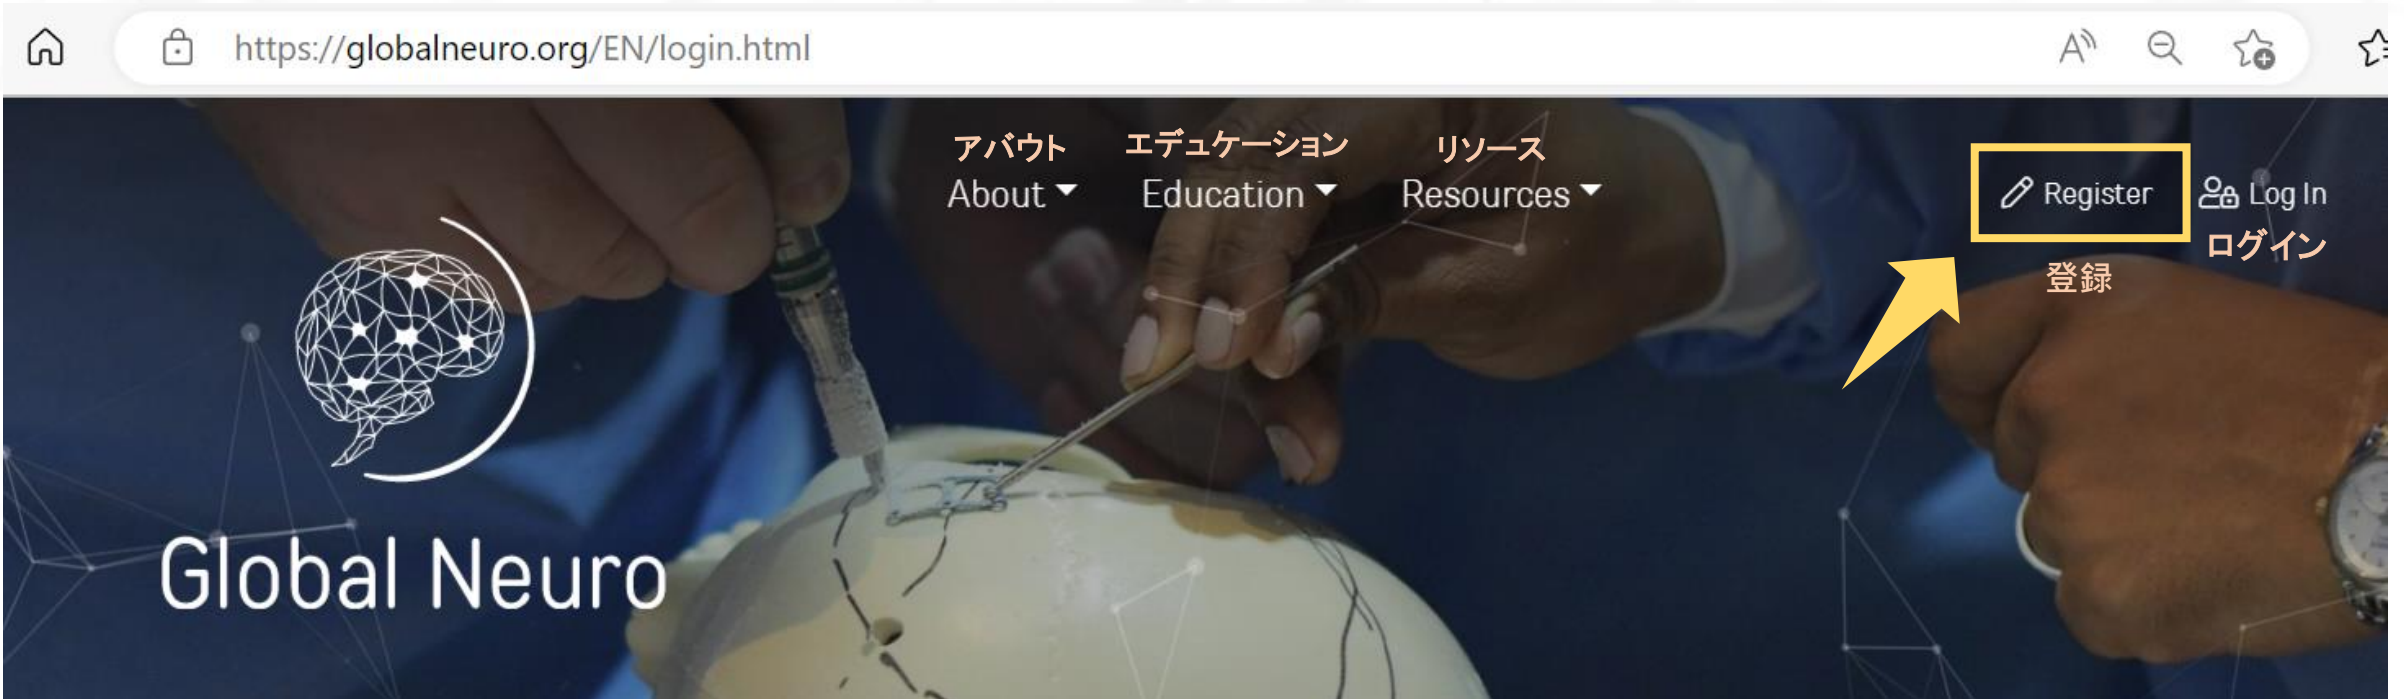 https://globalneuro.org/EN/login.html
アバウト エデュケーション リソース
About Education Resources
Register Log In
登録 ログイン
Global Neuro